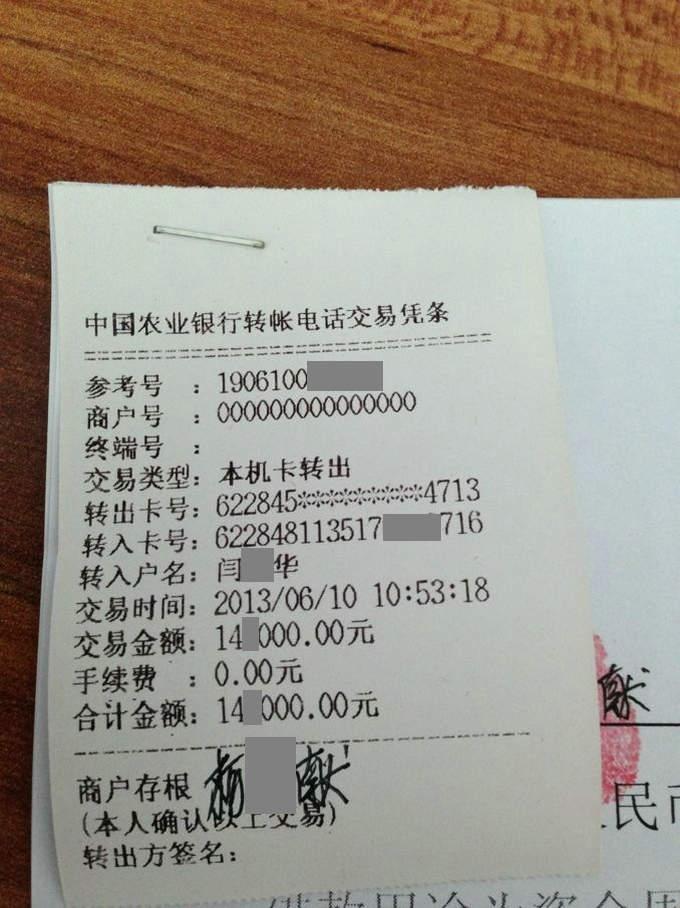 中国农业银行转帐电话交易凭条
参考号 : 1906100
商户号 : 000000000000000
终端号 :
交易类型: 本机卡转出
转出卡号: 622845*********4713
转入卡号: 622848113517 716
转入户名: 闫 华
交易时间: 2013/06/10 10:53:18
交易金额: 14 000.00元
手续费 : 0.00元
合计金额: 14 000.00元
商户存根 杨 献
(本人确认以上交易)
转出方签名:
献
民币